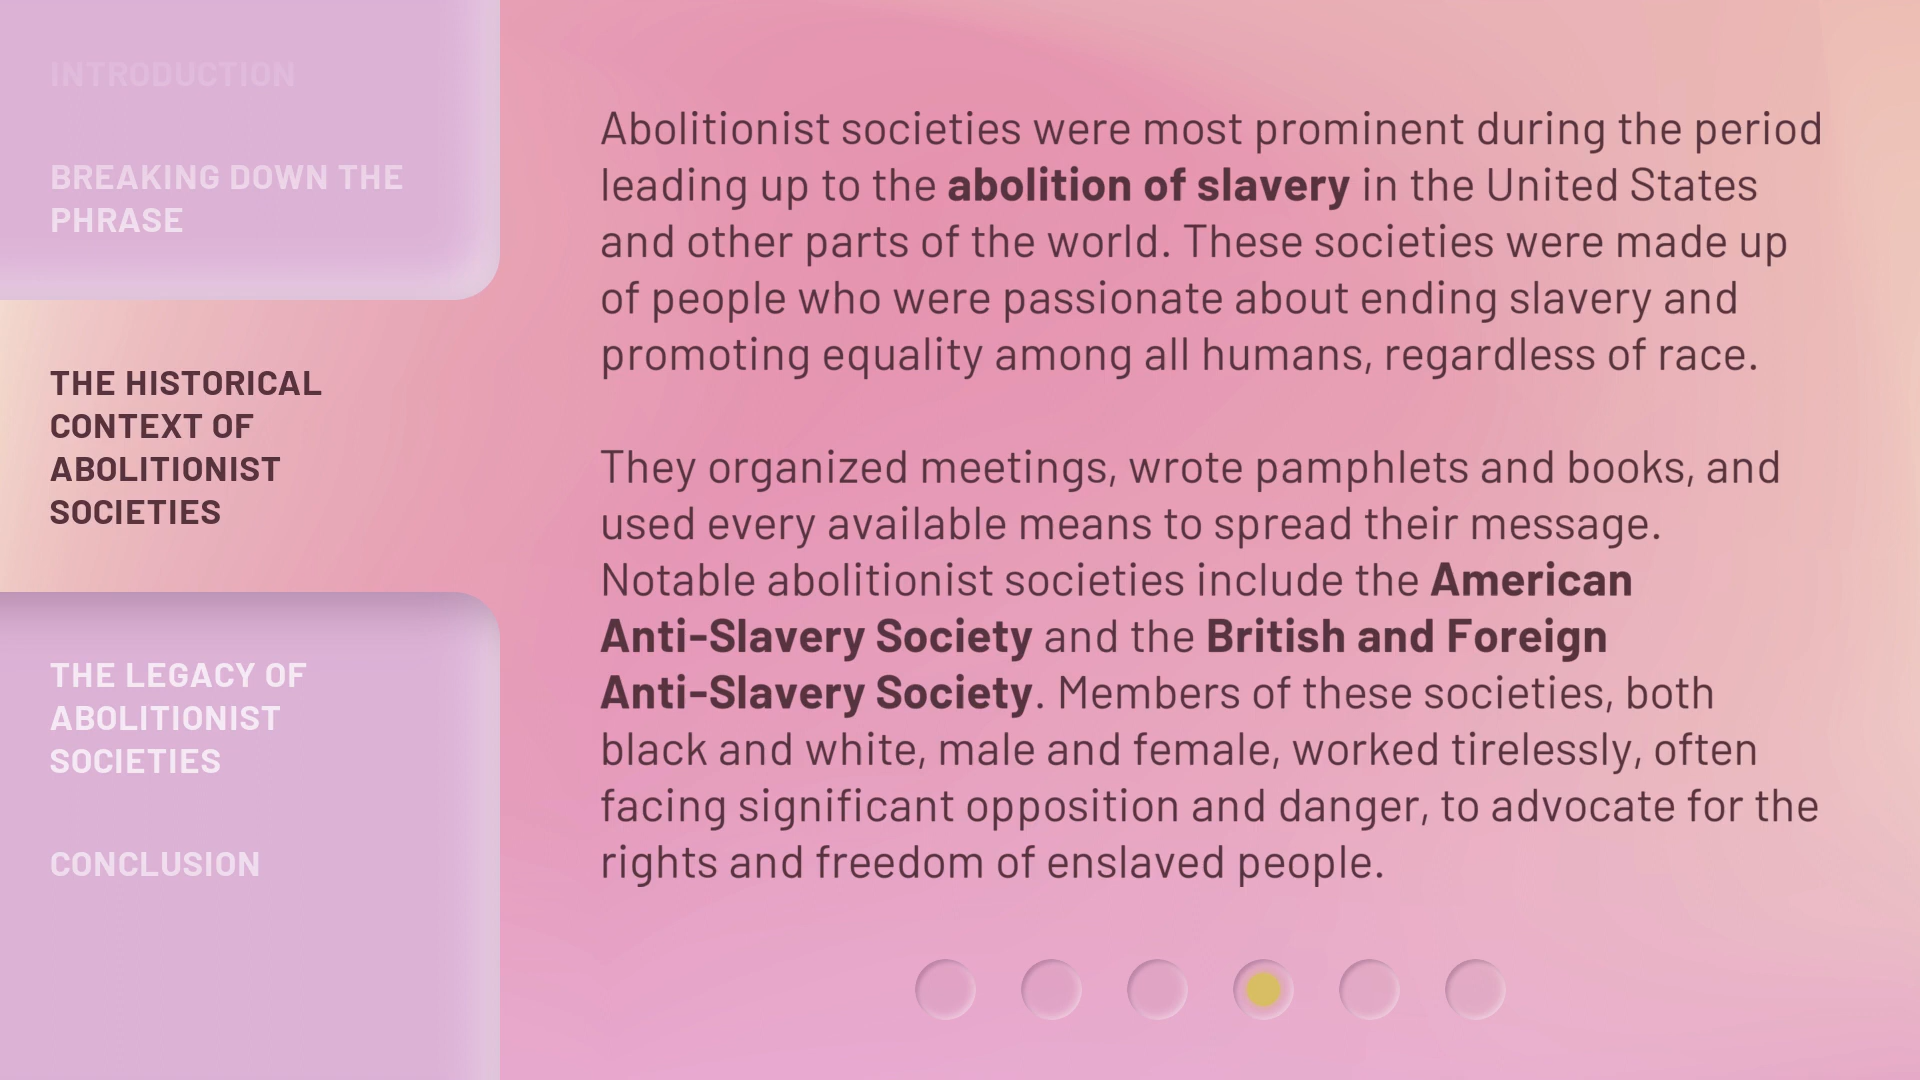 INTRODUCTION
BREAKING DOWN THE
PHRASE
THE HISTORICAL
CONTEXT OF
ABOLITIONIST
SOCIETIES
THE LEGACY OF
ABOLITIONIST
SOCIETIES
CONCLUSION
Abolitionist societies were most prominent during the period
leading up to the abolition of slavery in the United States
and other parts of the world. These societies were made up
of people who were passionate about ending slavery and
promoting equality among all humans, regardless of race.
They organized meetings, wrote pamphlets and books, and
used every available means to spread their message.
Notable abolitionist societies include the American
Anti-Slavery Society and the British and Foreign
Anti-Slavery Society. Members of these societies, both
black and white, male and female, worked tirelessly, often
facing significant opposition and danger, to advocate for the
rights and freedom of enslaved people.